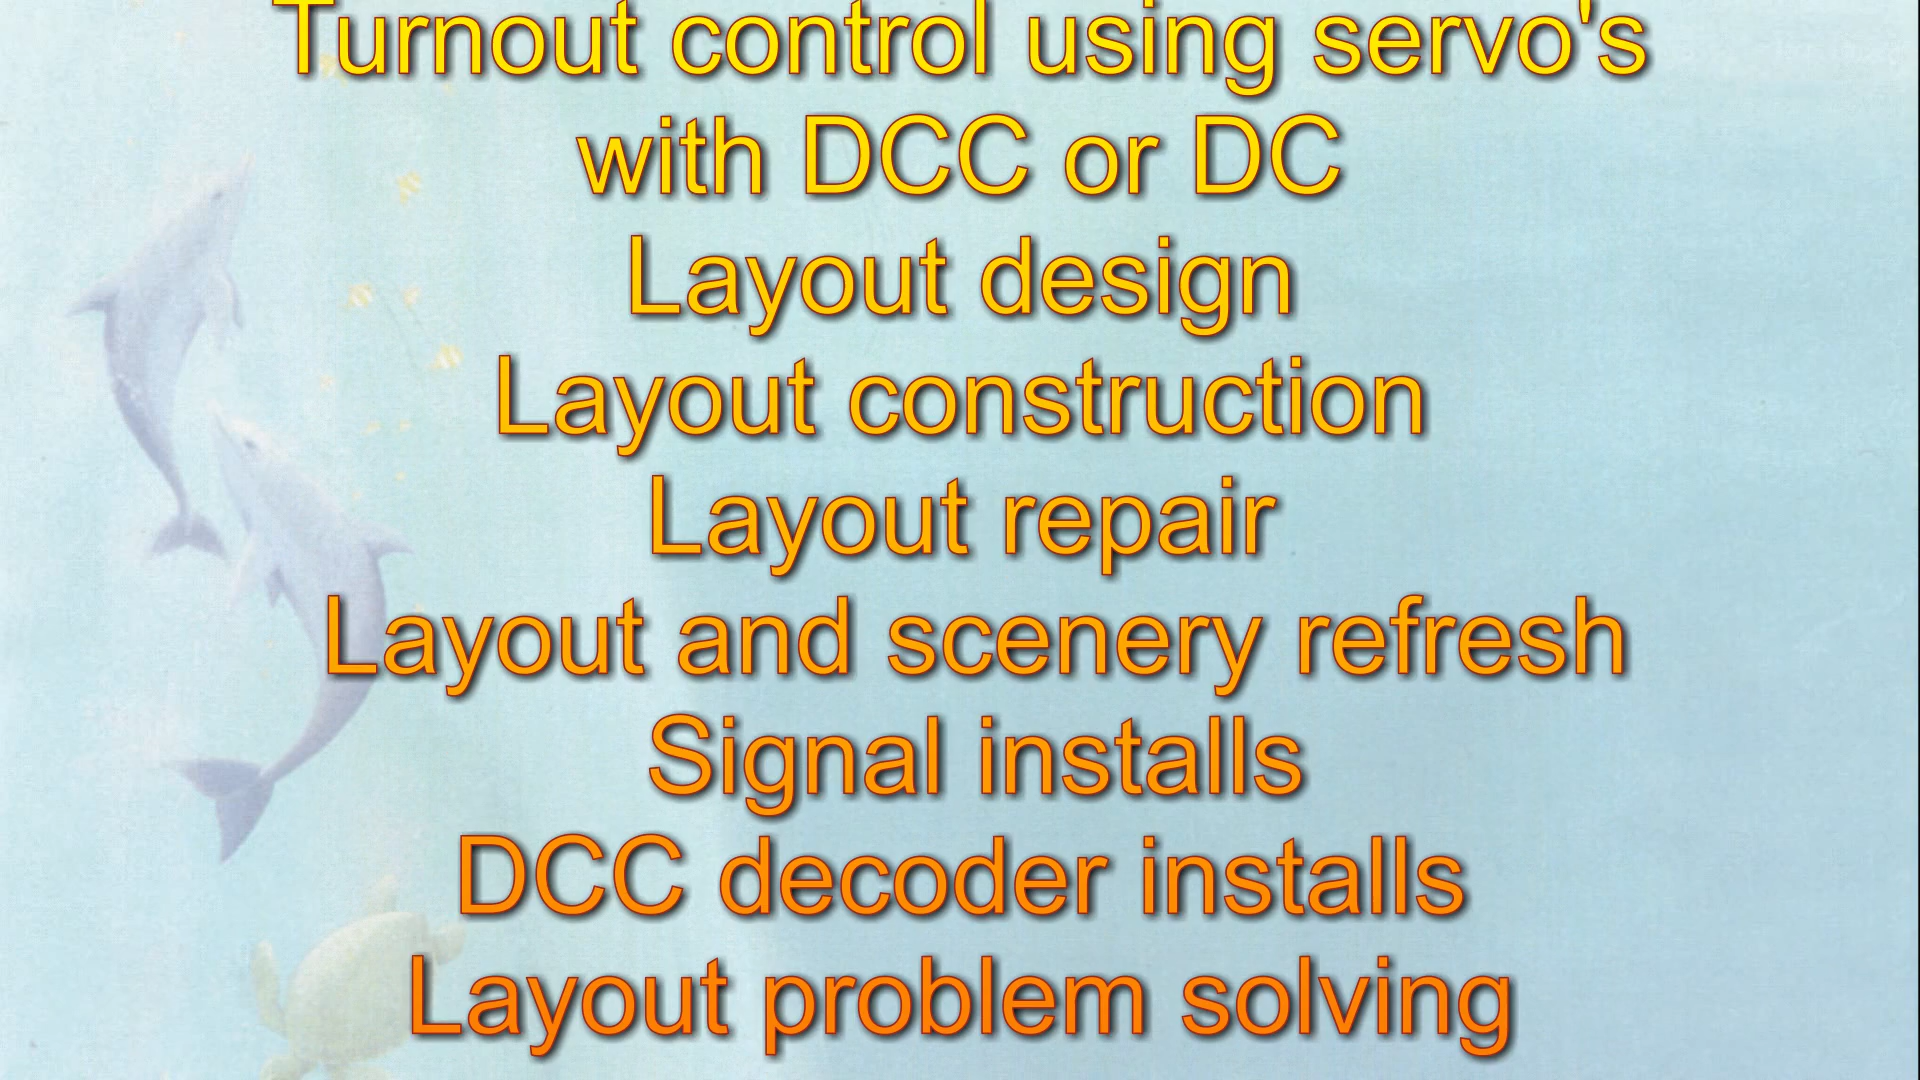 Turnout control using servo's
with DCC or DC
Layout design
Layout construction
Layout repair
Layout and scenery refresh
Signal installs
DCC decoder installs
Layout problem solving